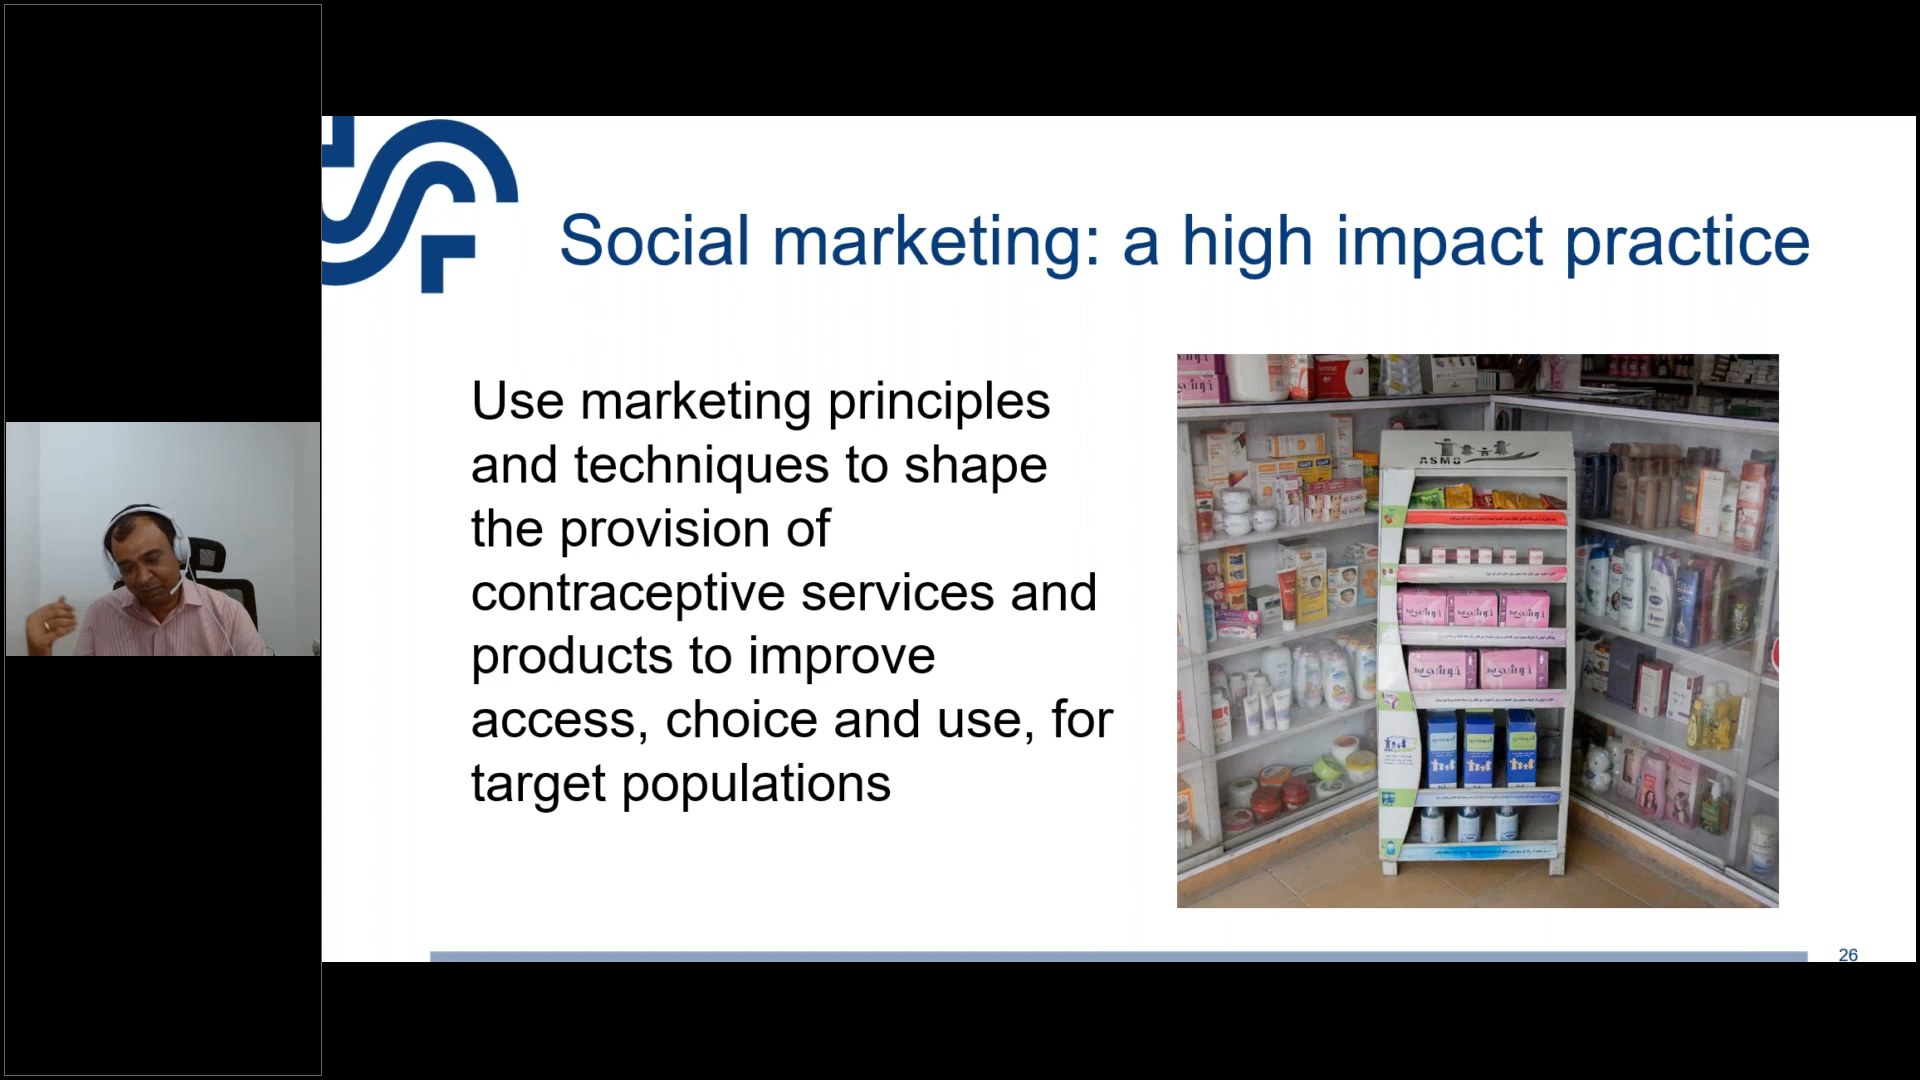 Social marketing: a high impact practice
Use marketing principles
and techniques to shape
the provision of
contraceptive services and
products to improve
access, choice and use, for
target populations
ASMO
26